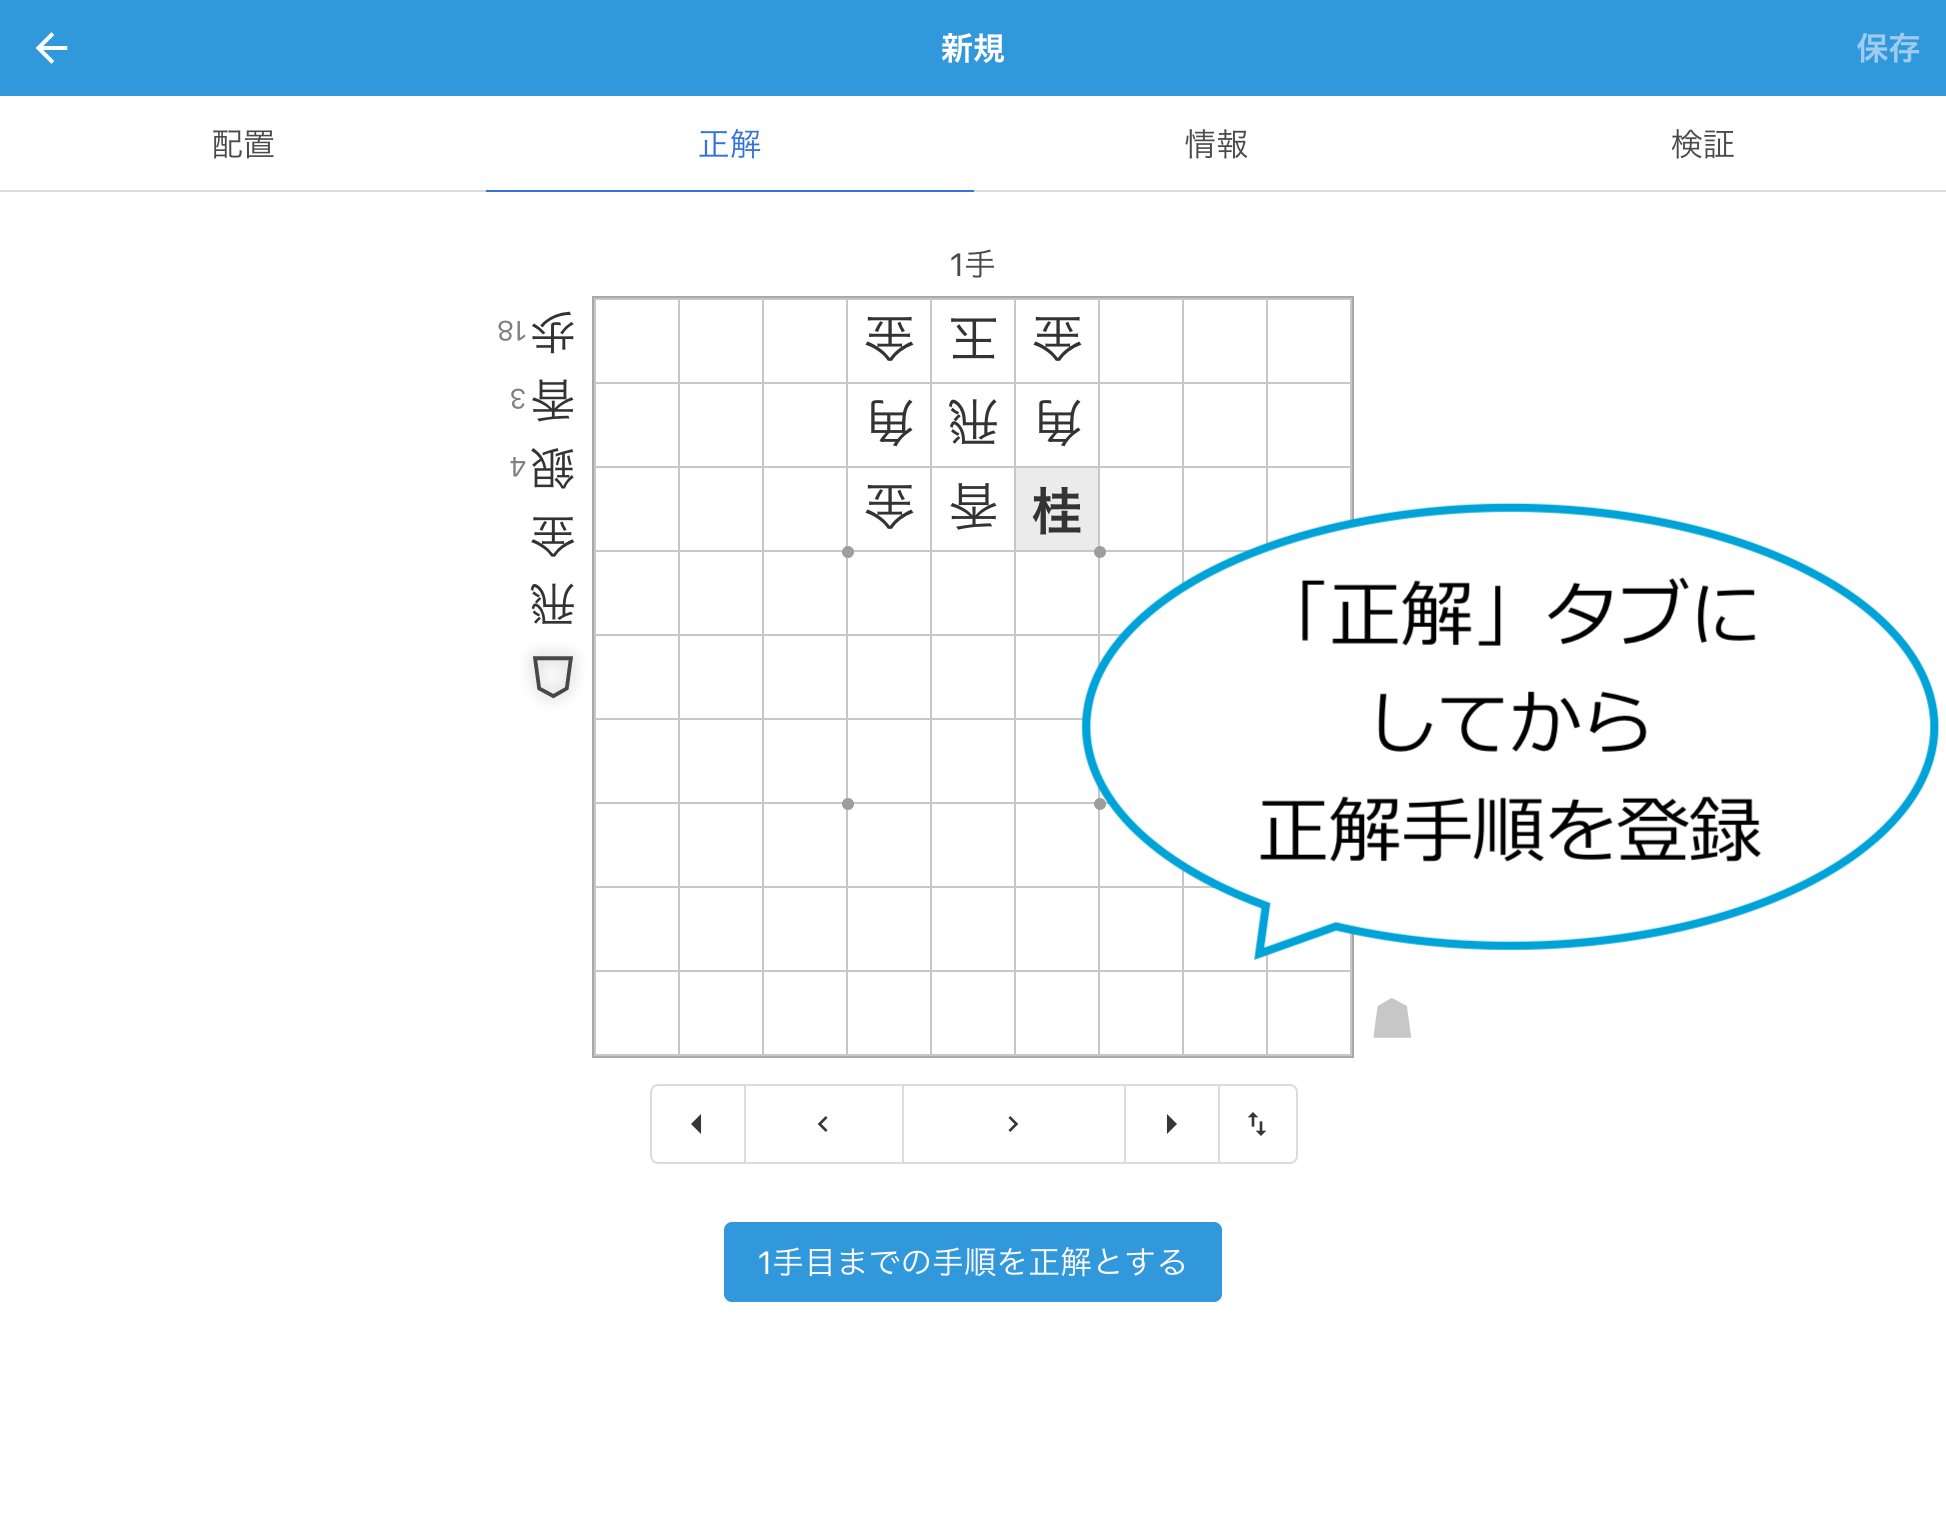 新規
保存
配置
正解
情報
検証
1手
歩18
香3
銀4
金
飛
金王金
角飛角
金香桂
「正解」タブに
してから
正解手順を登録
1手目までの手順を正解とする